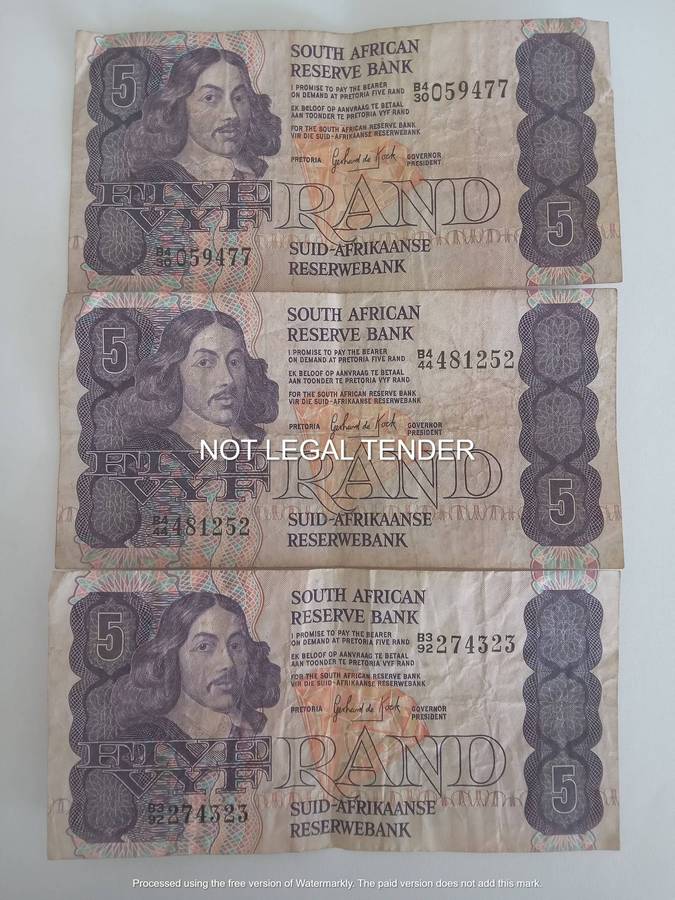 5
SOUTH AFRICAN
RESERVE BANK
I PROMISE TO PAY THE BEARER
ON DEMAND AT PRETORIA FIVE RAND
B4
30 059477
EK BELOOF OP AANVRAAG TE BETAAL
AAN TOONDER TE PRETORIA VYF RAND
FOR THE SOUTH AFRICAN RESERVE BANK
VIR DIE SUID-AFRIKAANSE RESERWEBANK
PRETORIA Gerhard de Kock GOVERNOR
PRESIDENT
FIVE
VYF RAND
5
B4
30 059477
SUID-AFRIKAANSE
RESERWEBANK
5
SOUTH AFRICAN
RESERVE BANK
I PROMISE TO PAY THE BEARER
ON DEMAND AT PRETORIA FIVE RAND
B4
44 481252
EK BELOOF OP AANVRAAG TE BETAAL
AAN TOONDER TE PRETORIA VYF RAND
FOR THE SOUTH AFRICAN RESERVE BANK
VIR DIE SUID-AFRIKAANSE RESERWEBANK
PRETORIA Gerhard de Kock GOVERNOR
PRESIDENT
NOT LEGAL TENDER
FIVE
VYF RAND
5
B4
44 481252
SUID-AFRIKAANSE
RESERWEBANK
5
SOUTH AFRICAN
RESERVE BANK
I PROMISE TO PAY THE BEARER
ON DEMAND AT PRETORIA FIVE RAND
B3
92 274323
EK BELOOF OP AANVRAAG TE BETAAL
AAN TOONDER TE PRETORIA VYF RAND
FOR THE SOUTH AFRICAN RESERVE BANK
VIR DIE SUID-AFRIKAANSE RESERWEBANK
PRETORIA Gerhard de Kock GOVERNOR
PRESIDENT
FIVE
VYF RAND
5
B3
92 274323
SUID-AFRIKAANSE
RESERWEBANK
Processed using the free version of Watermarkly. The paid version does not add this mark.